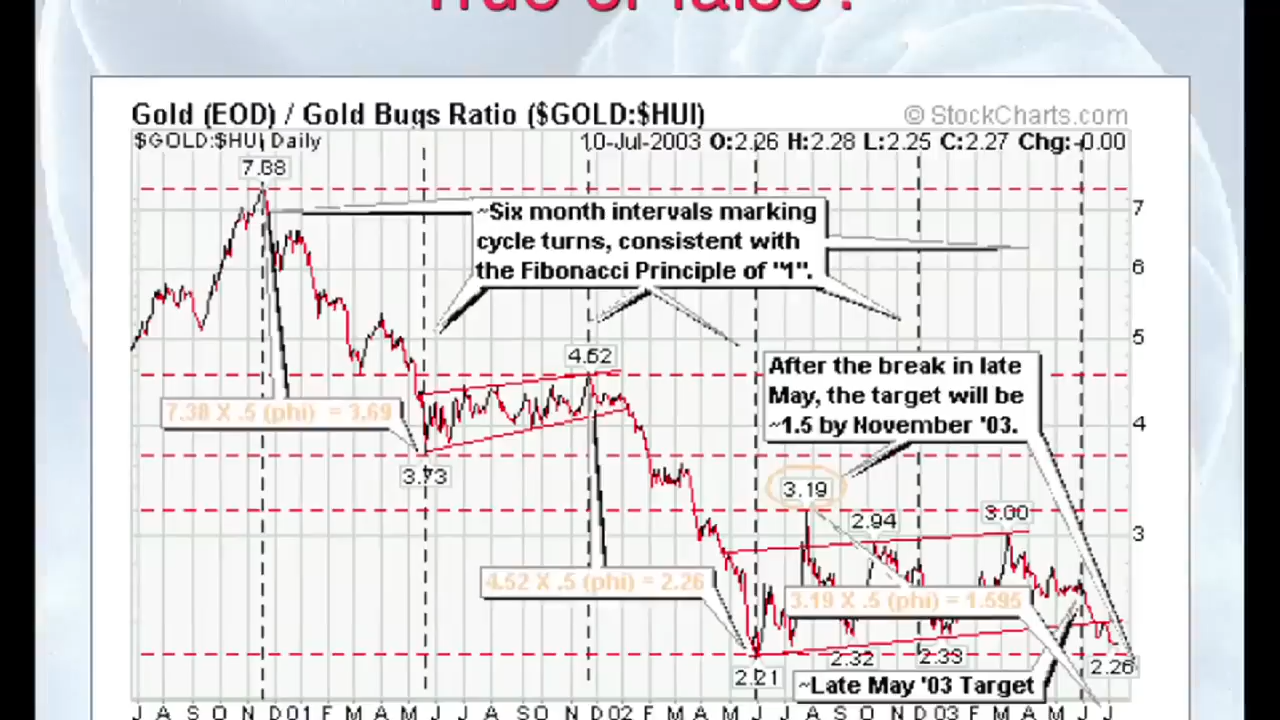 True or false?
Gold (EOD) / Gold Bugs Ratio ($GOLD:$HUI)
© StockCharts.com
$GOLD:$HUI Daily
10-Jul-2003 O:2.26 H:2.28 L:2.25 C:2.27 Chg:-0.00
7.38
7
~Six month intervals marking
cycle turns, consistent with
the Fibonacci Principle of "1".
6
5
4.52
After the break in late
May, the target will be
~1.5 by November '03.
7.38 X .5 (phi) = 3.69
4
3.73
3.19
2.94
3.00
3
4.52 X .5 (phi) = 2.26
3.19 X .5 (phi) = 1.595
2.21
2.32
2.33
2.26
~Late May '03 Target
J A S O N D 01 F M A M J J A S O N D 02 F M A M J J A S O N D 03 F M A M J J